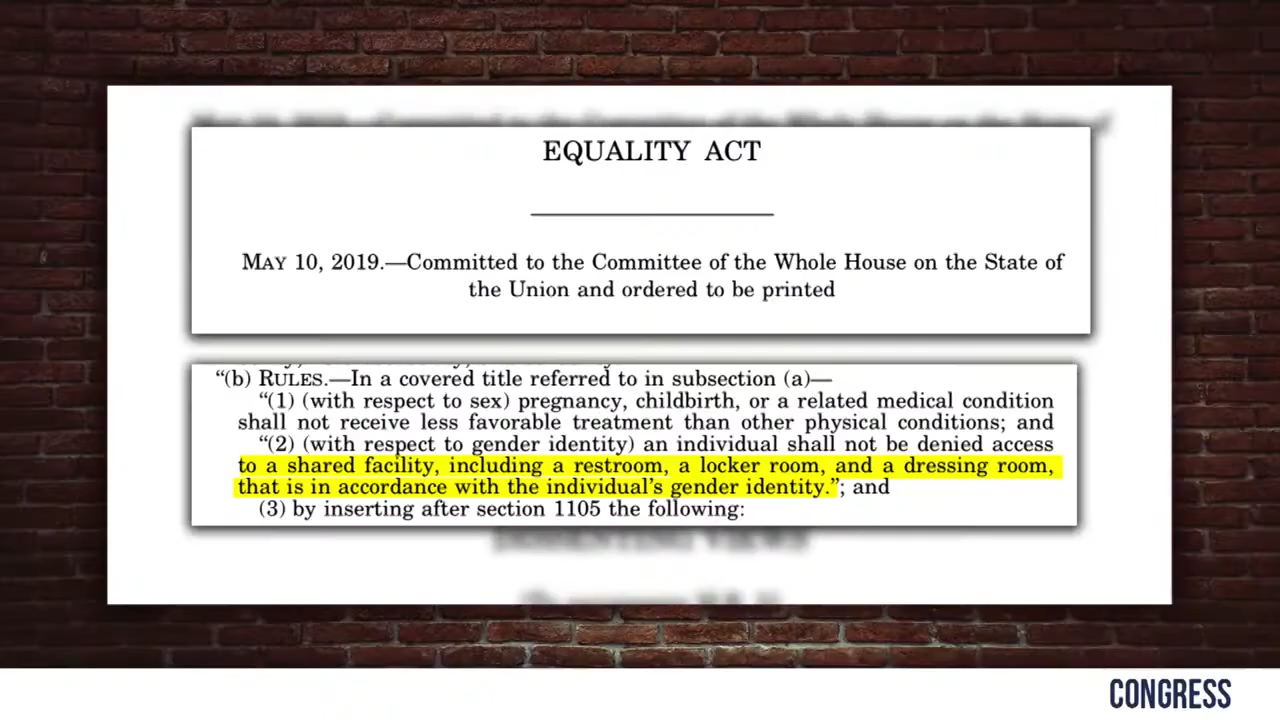 EQUALITY ACT
MAY 10, 2019.—Committed to the Committee of the Whole House on the State of
the Union and ordered to be printed
“(b) RULES.—In a covered title referred to in subsection (a)—
“(1) (with respect to sex) pregnancy, childbirth, or a related medical condition
shall not receive less favorable treatment than other physical conditions; and
“(2) (with respect to gender identity) an individual shall not be denied access
to a shared facility, including a restroom, a locker room, and a dressing room,
that is in accordance with the individual’s gender identity.”; and
(3) by inserting after section 1105 the following:
CONGRESS